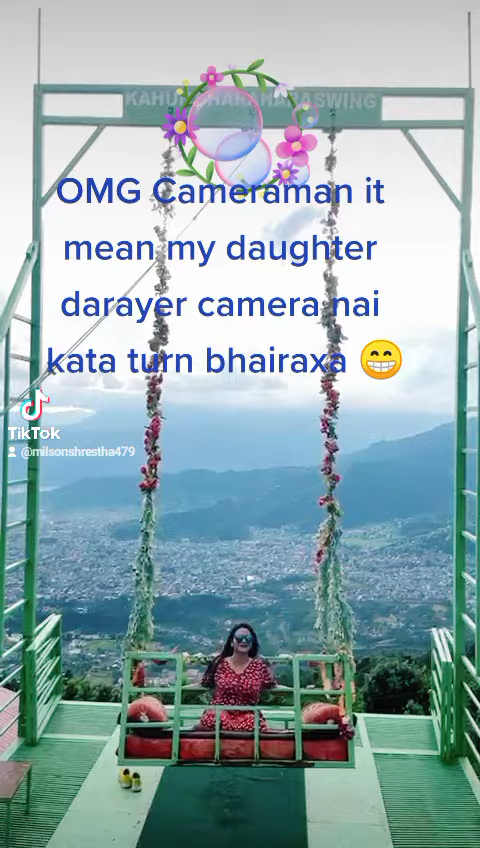 OMG Cameraman it
mean my daughter
darayer camera nai
kata turn bhairaxa 😁
TikTok
@milsonshrestha479